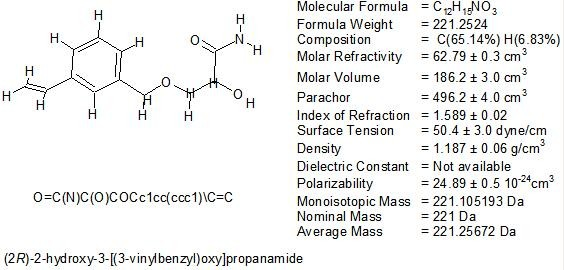 H
H H O N H
H
H O H
H H H O
H H
H H
O=C(N)C(O)COCc1cc(ccc1)\C=C
Molecular Formula = C₁₂H₁₅NO₃
Formula Weight = 221.2524
Composition = C(65.14%) H(6.83%)
Molar Refractivity = 62.79 ± 0.3 cm³
Molar Volume = 186.2 ± 3.0 cm³
Parachor = 496.2 ± 4.0 cm³
Index of Refraction = 1.589 ± 0.02
Surface Tension = 50.4 ± 3.0 dyne/cm
Density = 1.187 ± 0.06 g/cm³
Dielectric Constant = Not available
Polarizability = 24.89 ± 0.5 10⁻²⁴cm³
Monoisotopic Mass = 221.105193 Da
Nominal Mass = 221 Da
Average Mass = 221.25672 Da
(2R)-2-hydroxy-3-[(3-vinylbenzyl)oxy]propanamide